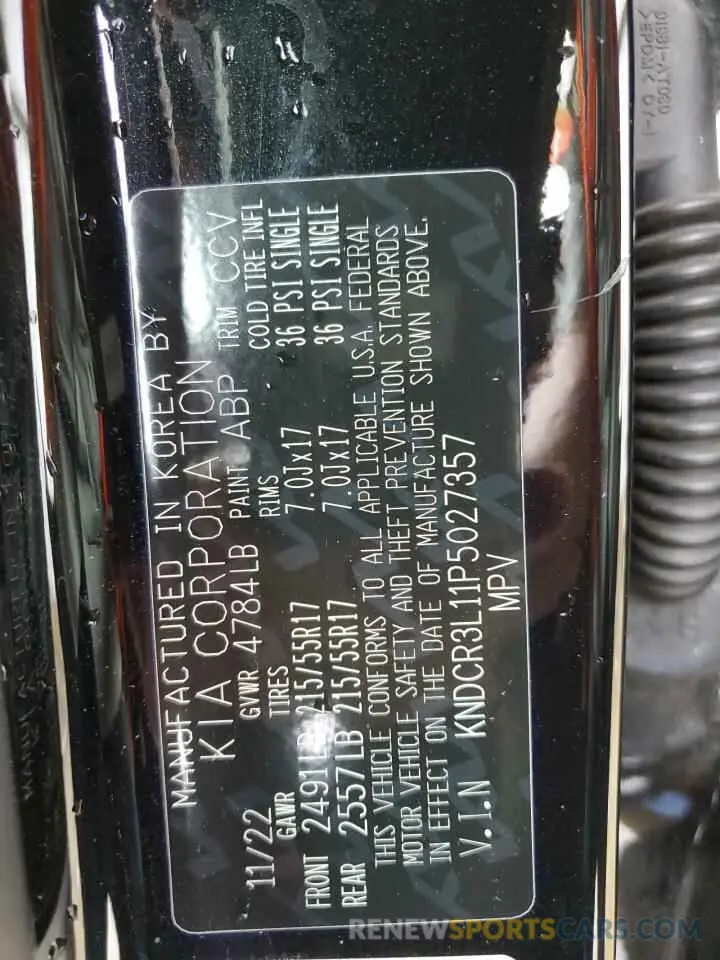 MANUFACTURED IN KOREA BY
KIA CORPORATION
11/22 GVWR 4784LB PAINT ABP TRIM CCV
GAWR TIRES RIMS COLD TIRE INFL
FRONT 2491LB 215/55R17 7.0Jx17 36 PSI SINGLE
REAR 2557LB 215/55R17 7.0Jx17 36 PSI SINGLE
THIS VEHICLE CONFORMS TO ALL APPLICABLE U.S.A. FEDERAL
MOTOR VEHICLE SAFETY AND THEFT PREVENTION STANDARDS
IN EFFECT ON THE DATE OF MANUFACTURE SHOWN ABOVE.
V.I.N KNDCR3L11P5027357
MPV
RENEWSPORTSCARS.COM